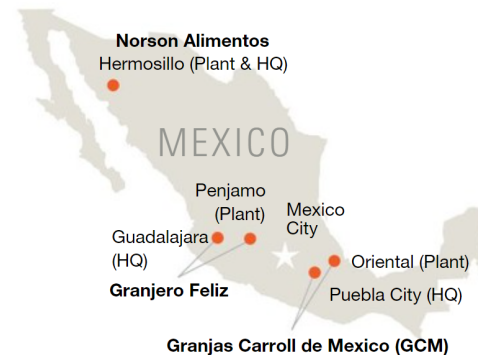 Norson Alimentos
Hermosillo (Plant & HQ)
MEXICO
Penjamo
(Plant)
Mexico
City
Guadalajara
(HQ)
Granjero Feliz
Oriental (Plant)
Puebla City (HQ)
Granjas Carroll de Mexico (GCM)